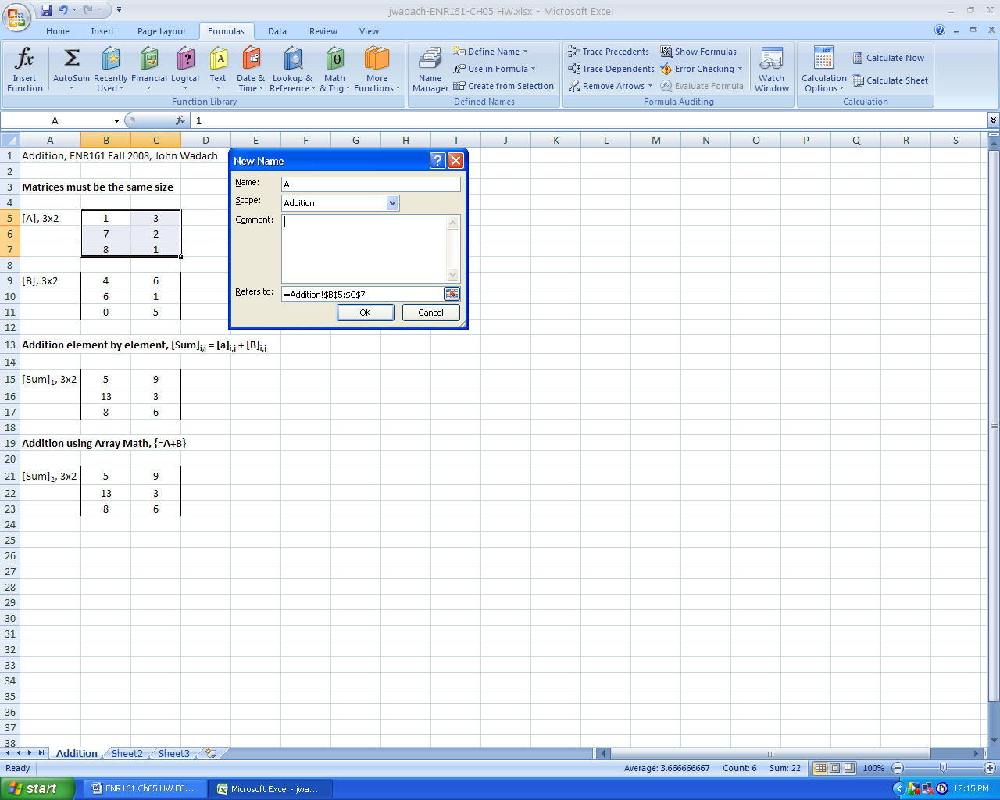 jwadach-ENR161-CH05 HW.xlsx - Microsoft Excel
Home Insert Page Layout Formulas Data Review View
Insert Function
AutoSum
Recently Used
Financial
Logical
Text
Date & Time
Lookup & Reference
Math & Trig
More Functions
Function Library
Name Manager
Define Name
Use in Formula
Create from Selection
Defined Names
Trace Precedents
Trace Dependents
Remove Arrows
Show Formulas
Error Checking
Evaluate Formula
Watch Window
Formula Auditing
Calculation Options
Calculate Now
Calculate Sheet
Calculation
A fx 1
A B C D E F G H I J K L M N O P Q R S
1 Addition, ENR161 Fall 2008, John Wadach
2
3 Matrices must be the same size
4
5 [A], 3x2 1 3
6 7 2
7 8 1
8
9 [B], 3x2 4 6
10 6 1
11 0 5
12
13 Addition element by element, [Sum]i,j = [a]i,j + [B]i,j
14
15 [Sum]1, 3x2 5 9
16 13 3
17 8 6
18
19 Addition using Array Math, {=A+B}
20
21 [Sum]2, 3x2 5 9
22 13 3
23 8 6
24
25
26
27
28
29
30
31
32
33
34
35
36
37
38
New Name
Name: A
Scope: Addition
Comment:
Refers to: =Addition!$B$5:$C$7
OK Cancel
Addition Sheet2 Sheet3
Ready Average: 3.666666667 Count: 6 Sum: 22 100%
start ENR161 Ch05 HW F0... Microsoft Excel - jwa... 12:15 PM